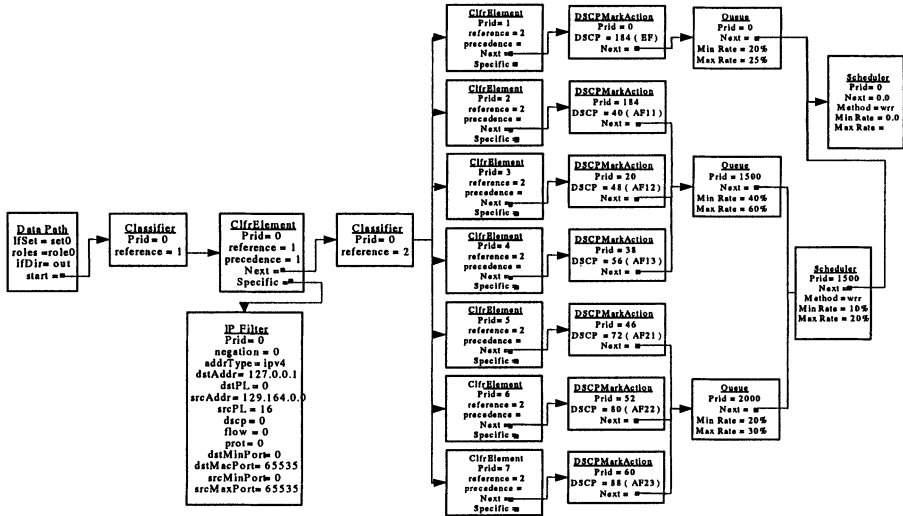 Data Path
IfSet = set0
roles =role0
ifDir= out
start =
Classifier
Prid= 0
reference = 1
ClfrElement
Prid= 0
reference = 1
precedence = 1
Next =
Specific =
IP Filter
Prid= 0
negation = 0
addrType = ipv4
dstAddr= 127.0.0.1
dstPL = 0
srcAddr= 129.164.0.0
srcPL = 16
dscp = 0
flow = 0
prot= 0
dstMinPort= 0
dstMacPort= 65535
srcMinPort= 0
srcMaxPort= 65535
Classifier
Prid= 0
reference = 2
ClfrElement
Prid= 1
reference = 2
precedence =
Next =
Specific =
ClfrElement
Prid= 2
reference = 2
precedence =
Next =
Specific =
ClfrElement
Prid= 3
reference = 2
precedence =
Next =
Specific =
ClfrElement
Prid= 4
reference = 2
precedence =
Next =
Specific =
ClfrElement
Prid= 5
reference = 2
precedence =
Next =
Specific =
ClfrElement
Prid= 6
reference = 2
precedence =
Next =
Specific =
ClfrElement
Prid= 7
reference = 2
precedence =
Next =
Specific =
DSCPMarkAction
Prid = 0
DSCP = 184 ( EF)
Next =
DSCPMarkAction
Prid = 184
DSCP = 40 ( AF11)
Next =
DSCPMarkAction
Prid = 20
DSCP = 48 ( AF12)
Next =
DSCPMarkAction
Prid = 38
DSCP = 56 ( AF13)
Next =
DSCPMarkAction
Prid = 46
DSCP = 72 ( AF21)
Next =
DSCPMarkAction
Prid = 52
DSCP = 80 ( AF22)
Next =
DSCPMarkAction
Prid = 60
DSCP = 88 ( AF23)
Next =
Queue
Prid = 0
Next =
Min Rate = 20%
Max Rate = 25%
Queue
Prid = 1500
Next =
Min Rate = 40%
Max Rate = 60%
Queue
Prid = 2000
Next =
Min Rate = 20%
Max Rate = 30%
Scheduler
Prid= 0
Next = 0.0
Method = wrr
Min Rate = 0.0
Max Rate =
Scheduler
Prid= 1500
Next =
Method = wrr
Min Rate = 10%
Max Rate = 20%